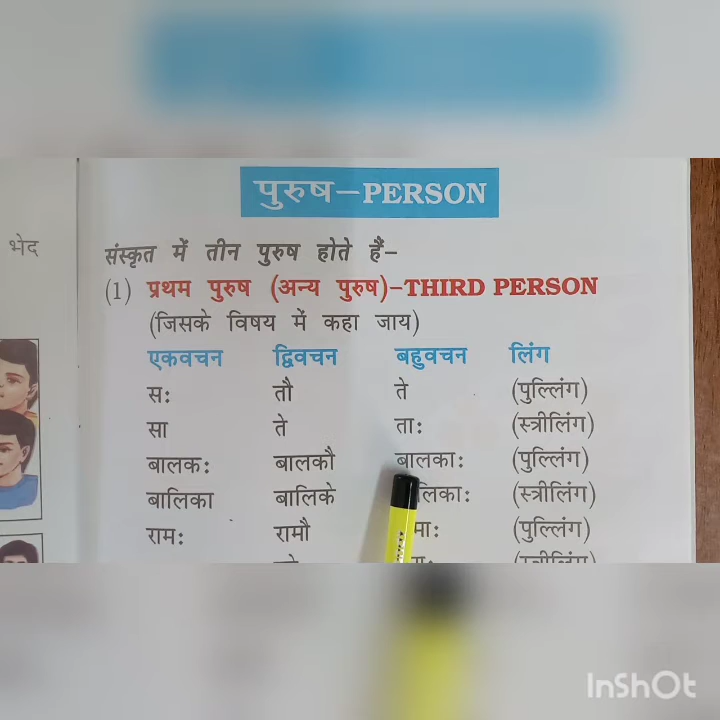 भेद
पुरुष–PERSON
संस्कृत में तीन पुरुष होते हैं–
(1) प्रथम पुरुष (अन्य पुरुष)–THIRD PERSON
(जिसके विषय में कहा जाय)
एकवचन द्विवचन बहुवचन लिंग
सः तौ ते (पुल्लिंग)
सा ते ताः (स्त्रीलिंग)
बालकः बालकौ बालकाः (पुल्लिंग)
बालिका बालिके (स्त्रीलिंग)
रामः रामौ (पुल्लिंग)
InShOt